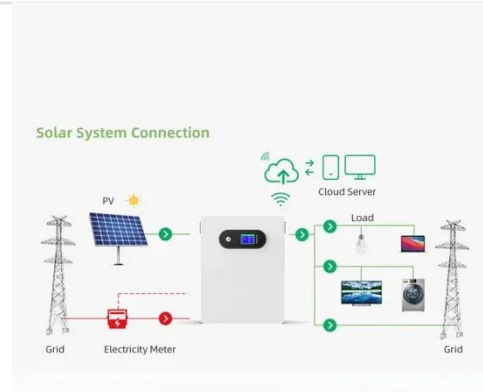 Solar System Connection
Cloud Server
PV
Load
Grid
Electricity Meter
Grid